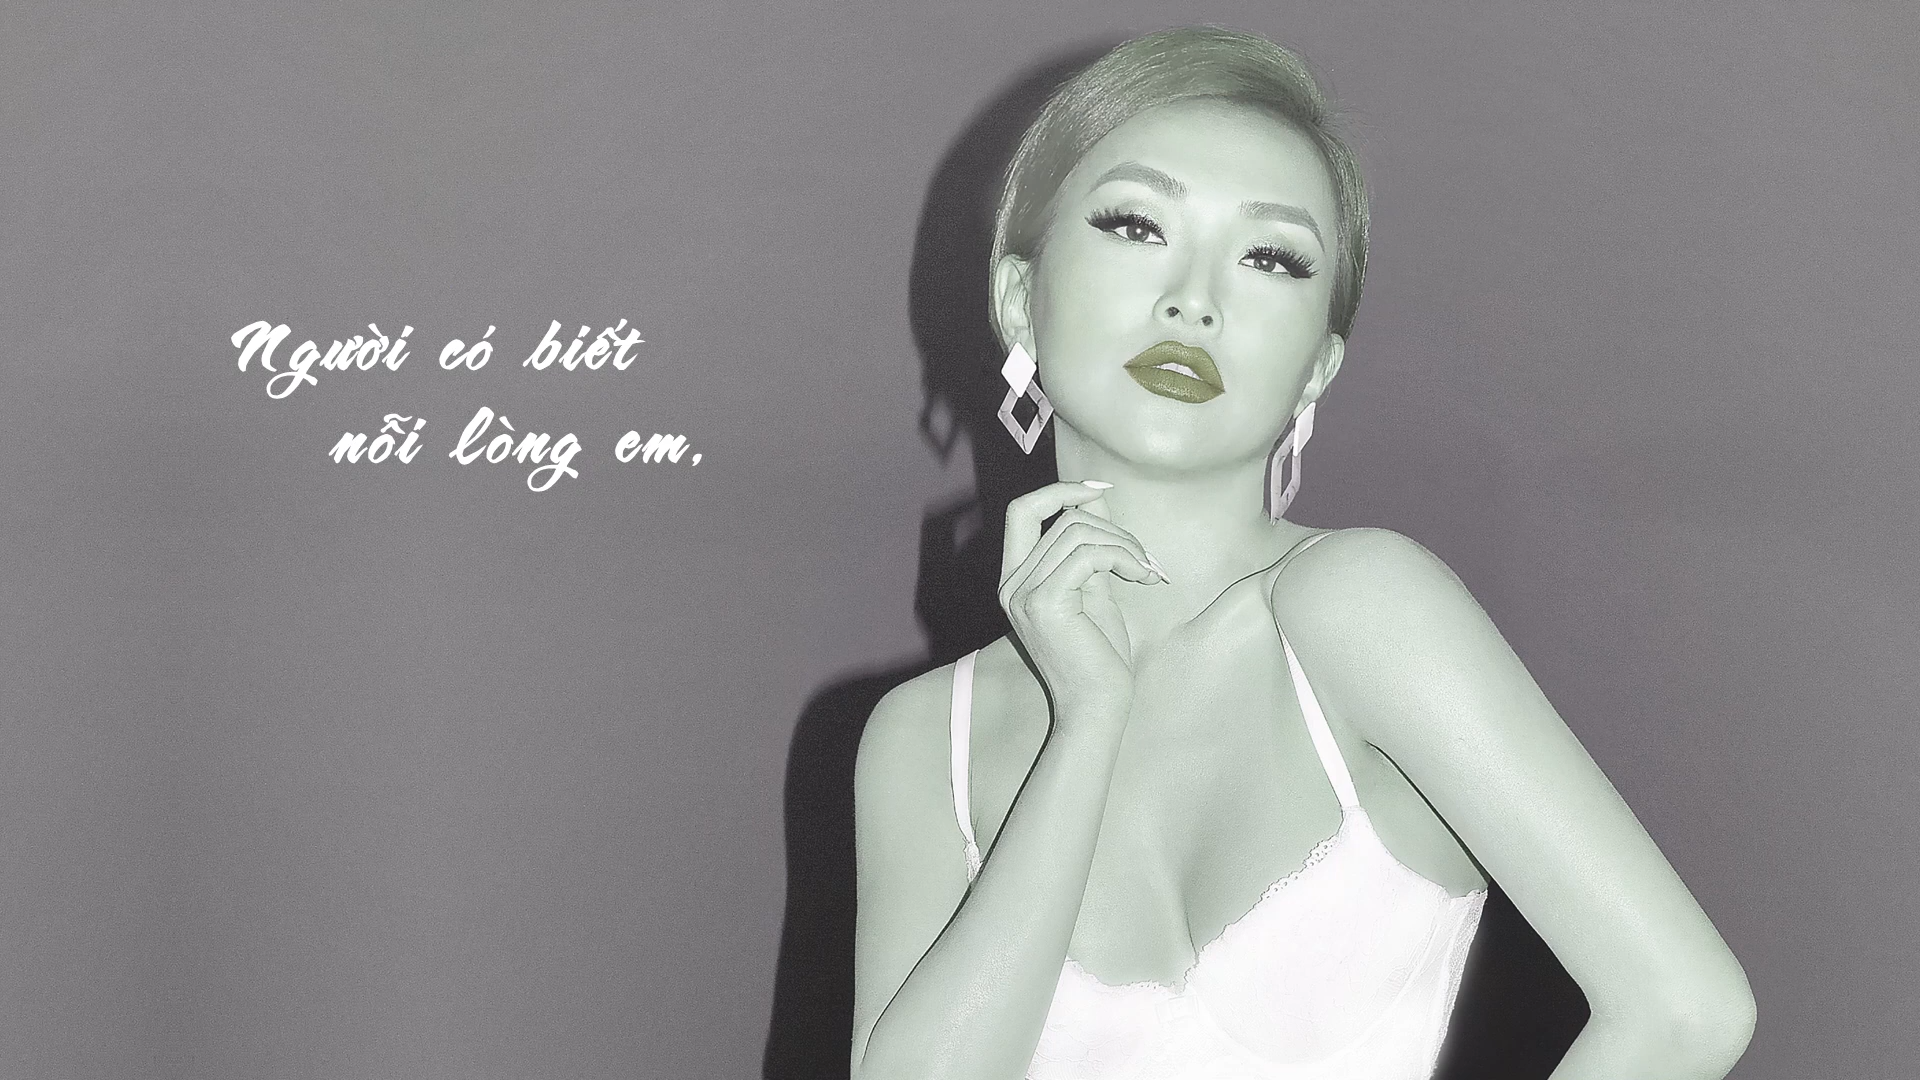 Người có biết
nỗi lòng em,